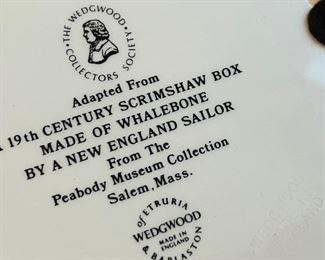 THE WEDGWOOD COLLECTORS SOCIETY
Adapted From
A 19th CENTURY SCRIMSHAW BOX
MADE OF WHALEBONE
BY A NEW ENGLAND SAILOR
From The
Peabody Museum Collection
Salem, Mass.
OF ETRURIA
WEDGWOOD
MADE IN
ENGLAND
& BARLASTON